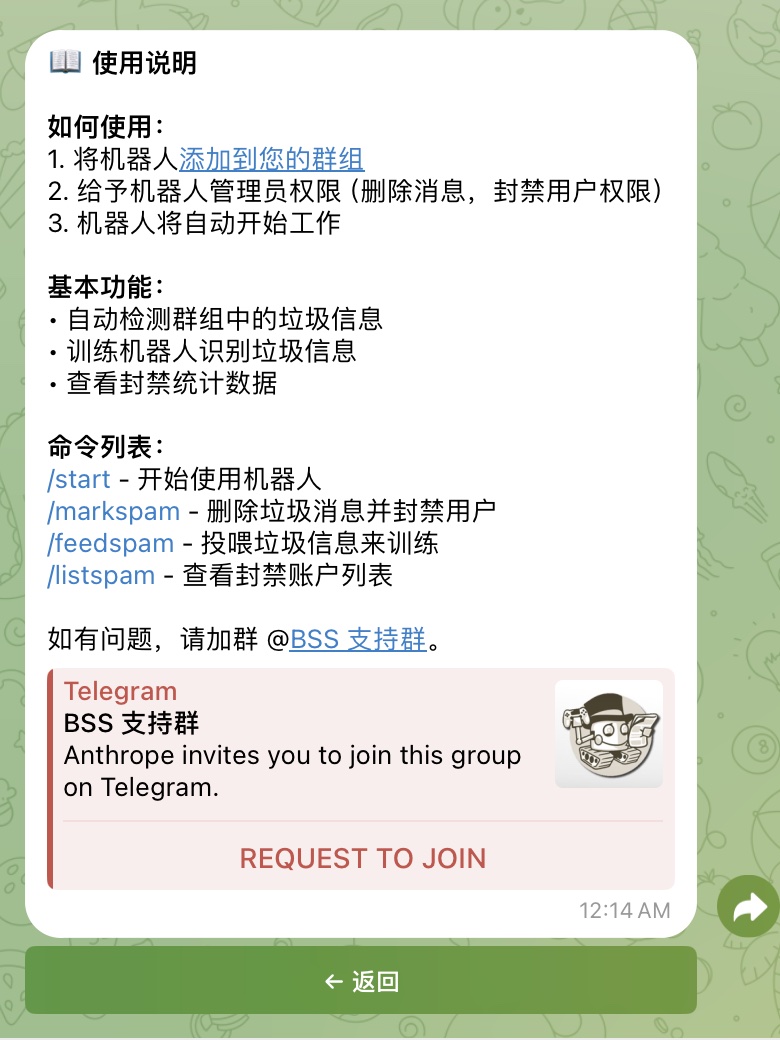 📖 使用说明
如何使用：
1. 将机器人添加到您的群组
2. 给予机器人管理员权限（删除消息，封禁用户权限）
3. 机器人将自动开始工作
基本功能：
• 自动检测群组中的垃圾信息
• 训练机器人识别垃圾信息
• 查看封禁统计数据
命令列表：
/start - 开始使用机器人
/markspam - 删除垃圾消息并封禁用户
/feedspam - 投喂垃圾信息来训练
/listspam - 查看封禁账户列表
如有问题，请加群 @BSS 支持群。
Telegram
BSS 支持群
Anthrope invites you to join this group
on Telegram.
REQUEST TO JOIN
12:14 AM
← 返回